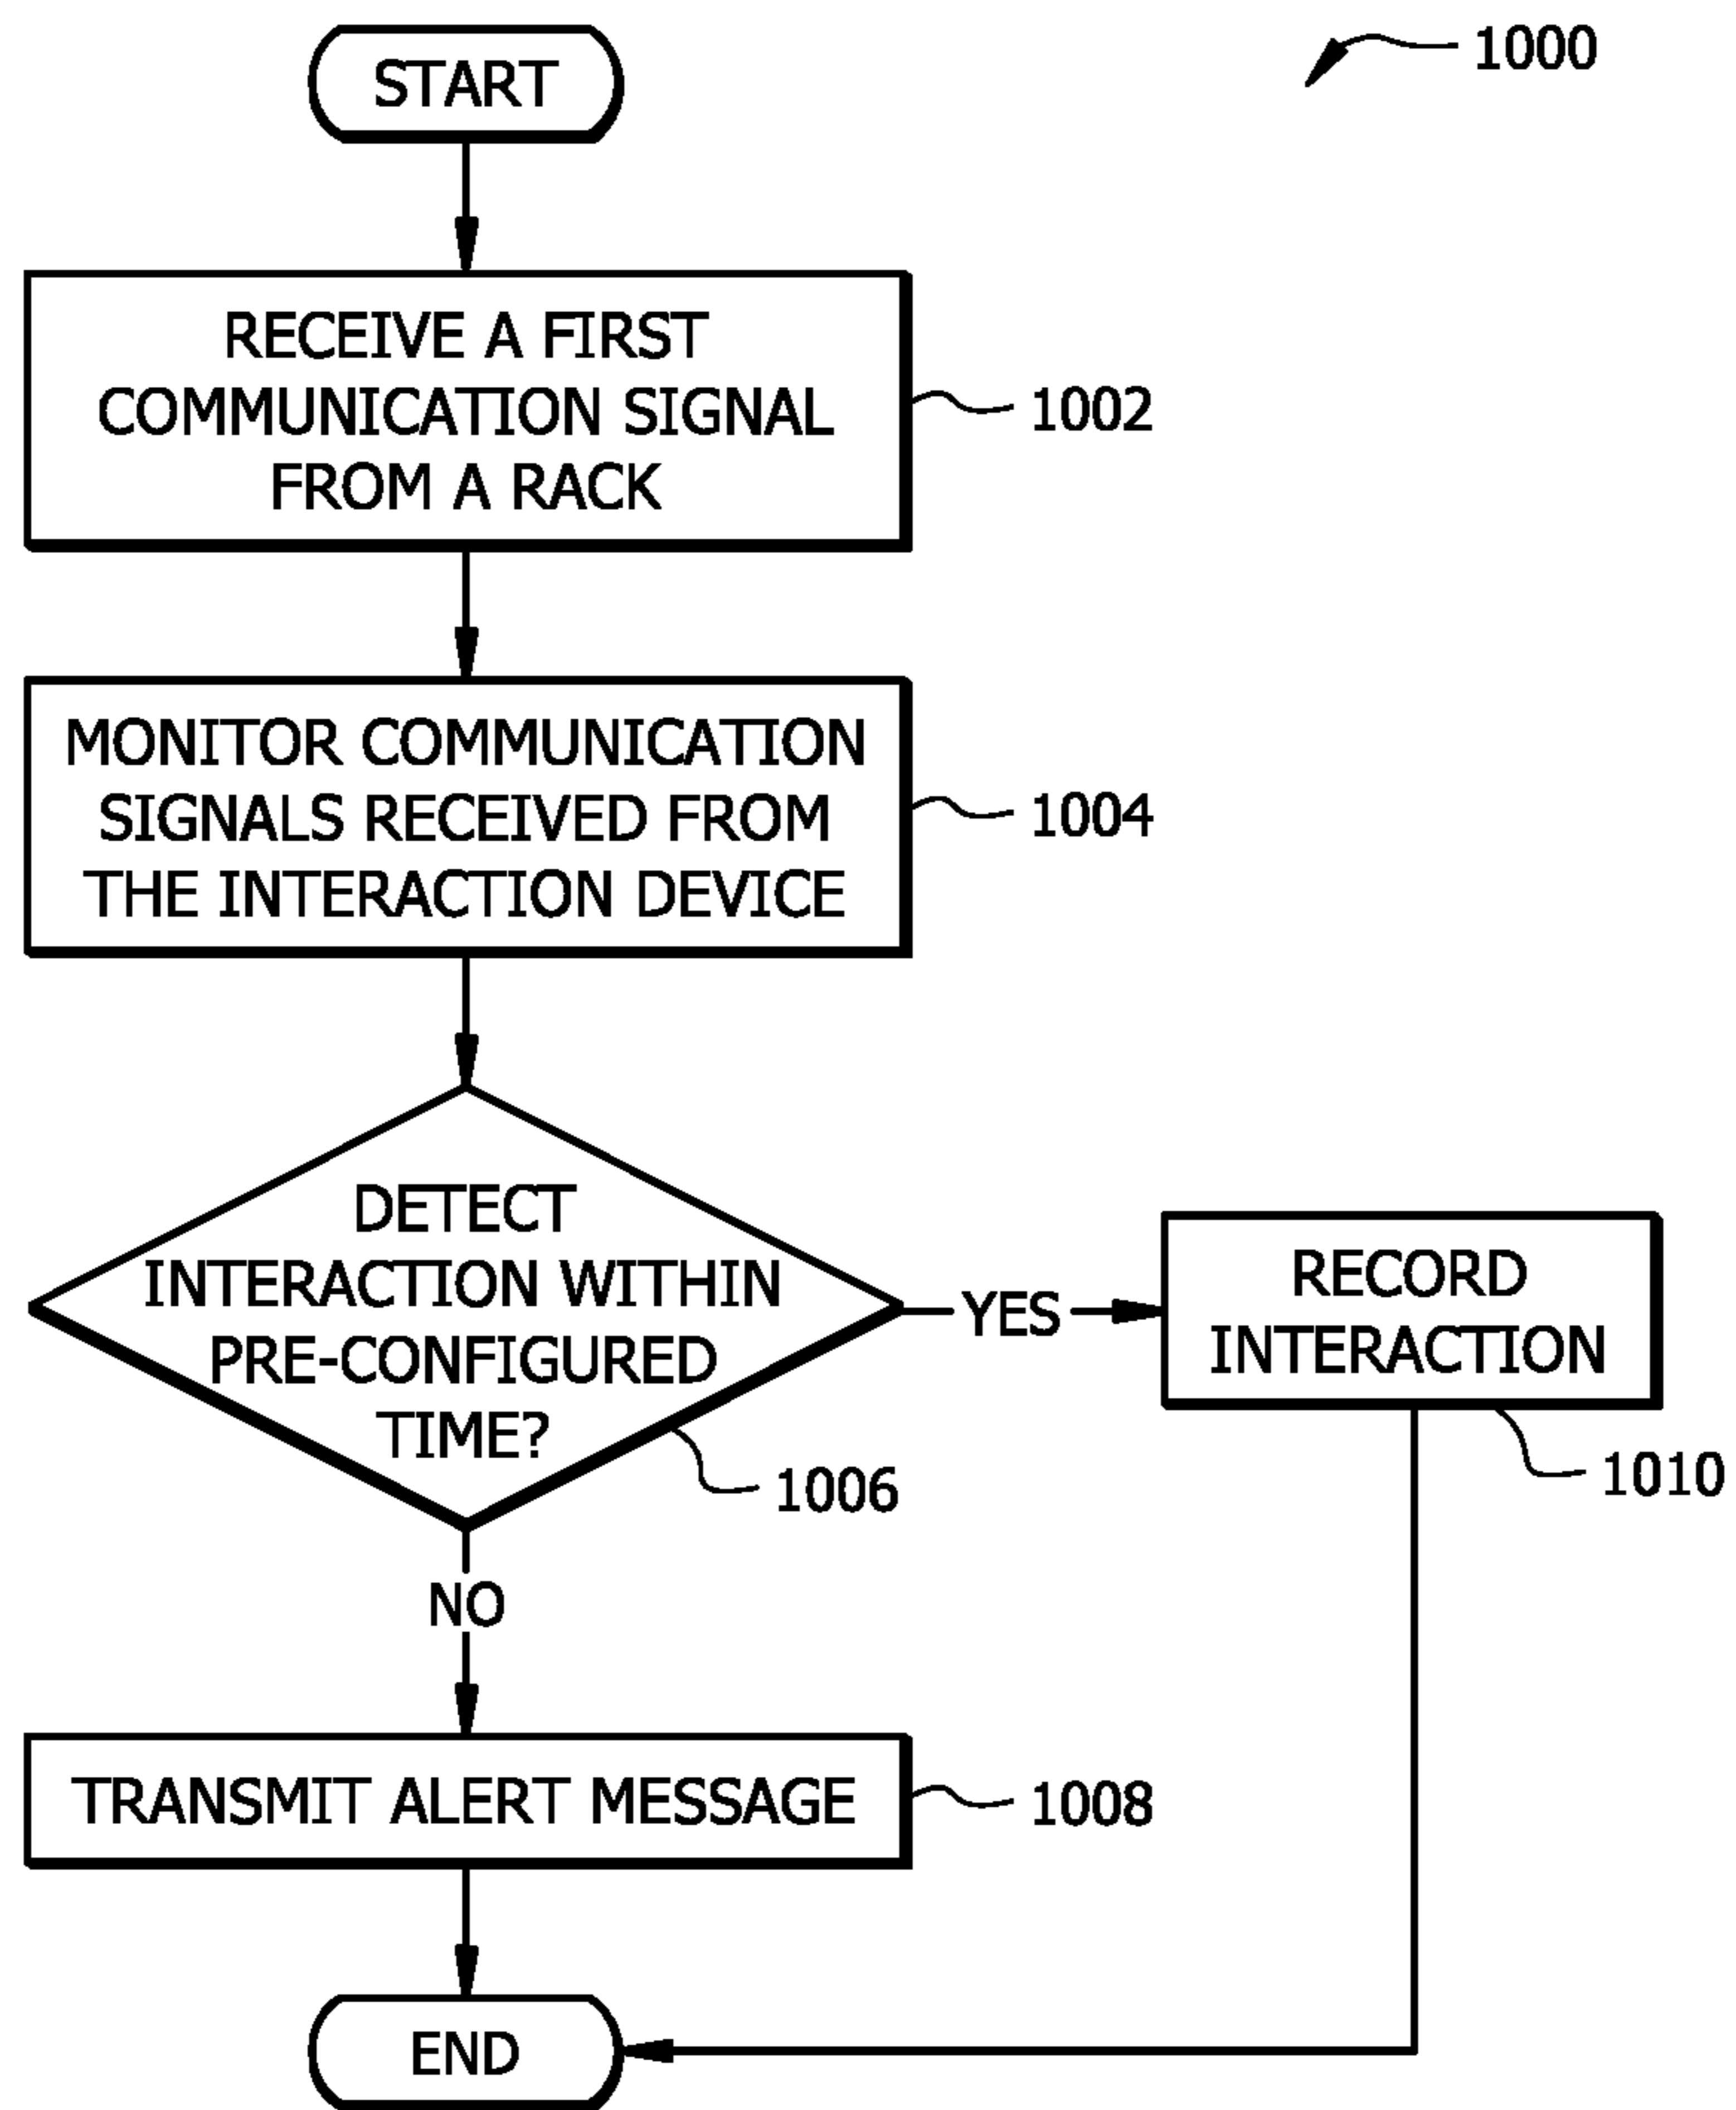 START
1000
RECEIVE A FIRST
COMMUNICATION SIGNAL
FROM A RACK
1002
MONITOR COMMUNICATION
SIGNALS RECEIVED FROM
THE INTERACTION DEVICE
1004
DETECT
INTERACTION WITHIN
PRE-CONFIGURED
TIME?
1006
YES
RECORD
INTERACTION
1010
NO
TRANSMIT ALERT MESSAGE
1008
END